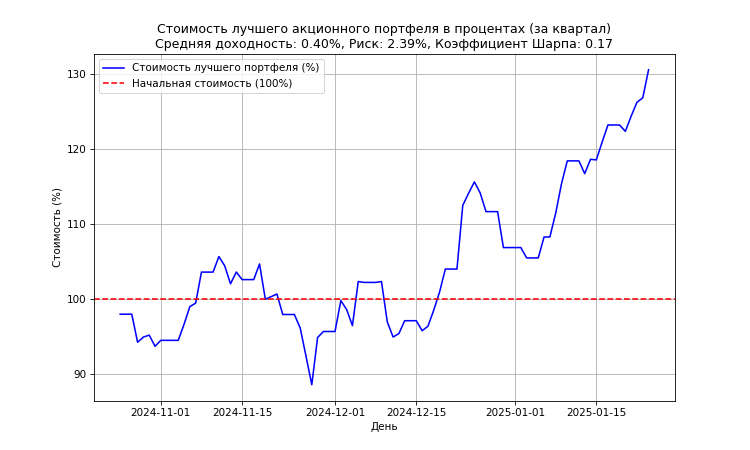 Стоимость лучшего акционного портфеля в процентах (за квартал)
Средняя доходность: 0.40%, Риск: 2.39%, Коэффициент Шарпа: 0.17
Стоимость лучшего портфеля (%)
Начальная стоимость (100%)
Стоимость (%)
130
120
110
100
90
2024-11-01 2024-11-15 2024-12-01 2024-12-15 2025-01-01 2025-01-15
День